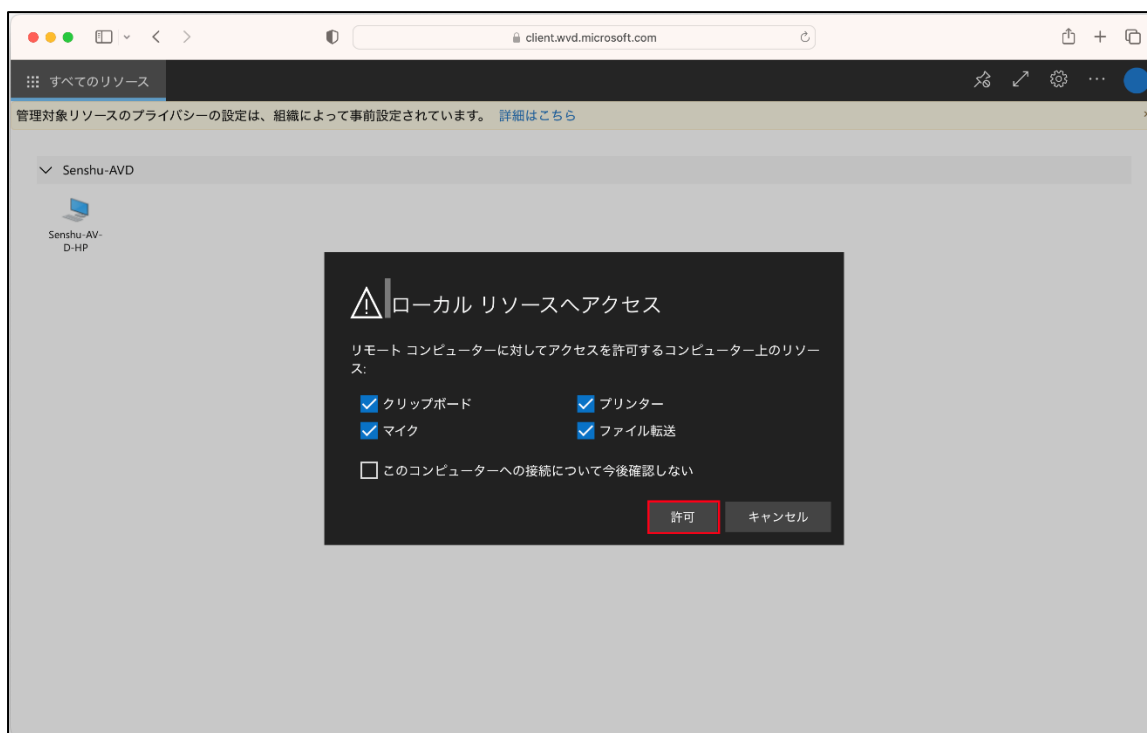 client.wvd.microsoft.com
すべてのリソース
管理対象リソースのプライバシーの設定は、組織によって事前設定されています。 詳細はこちら
Senshu-AVD
Senshu-AV-
D-HP
ローカル リソースへアクセス
リモート コンピューターに対してアクセスを許可するコンピューター上のリソー
ス:
クリップボード プリンター
マイク ファイル転送
このコンピューターへの接続について今後確認しない
許可 キャンセル